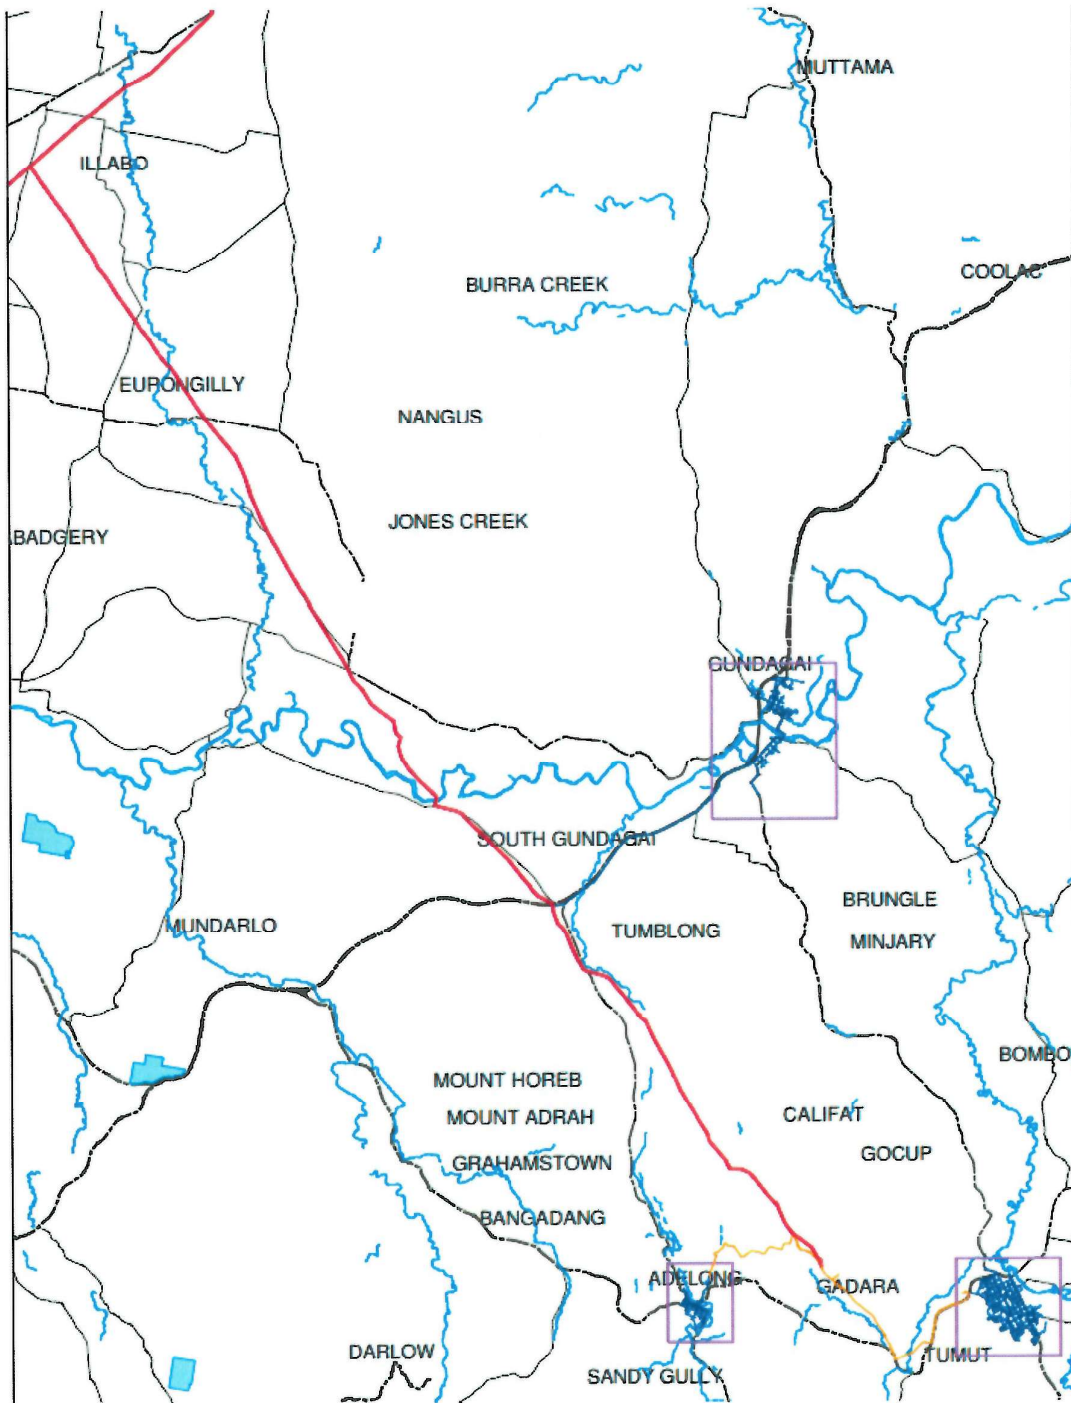 MUTTAMA
ILLABO
COOLAC
BURRA CREEK
EURONGILLY
NANGUS
JONES CREEK
ABADGERY
GUNDAGAI
SOUTH GUNDAGAI
BRUNGLE
MUNDARLO
TUMBLONG
MINJARY
BOMBO
MOUNT HOREB
MOUNT ADRAH
CALIFAT
GOCUP
GRAHAMSTOWN
BANGADANG
ADELONG
GADARA
DARLOW
TUMUT
SANDY GULLY